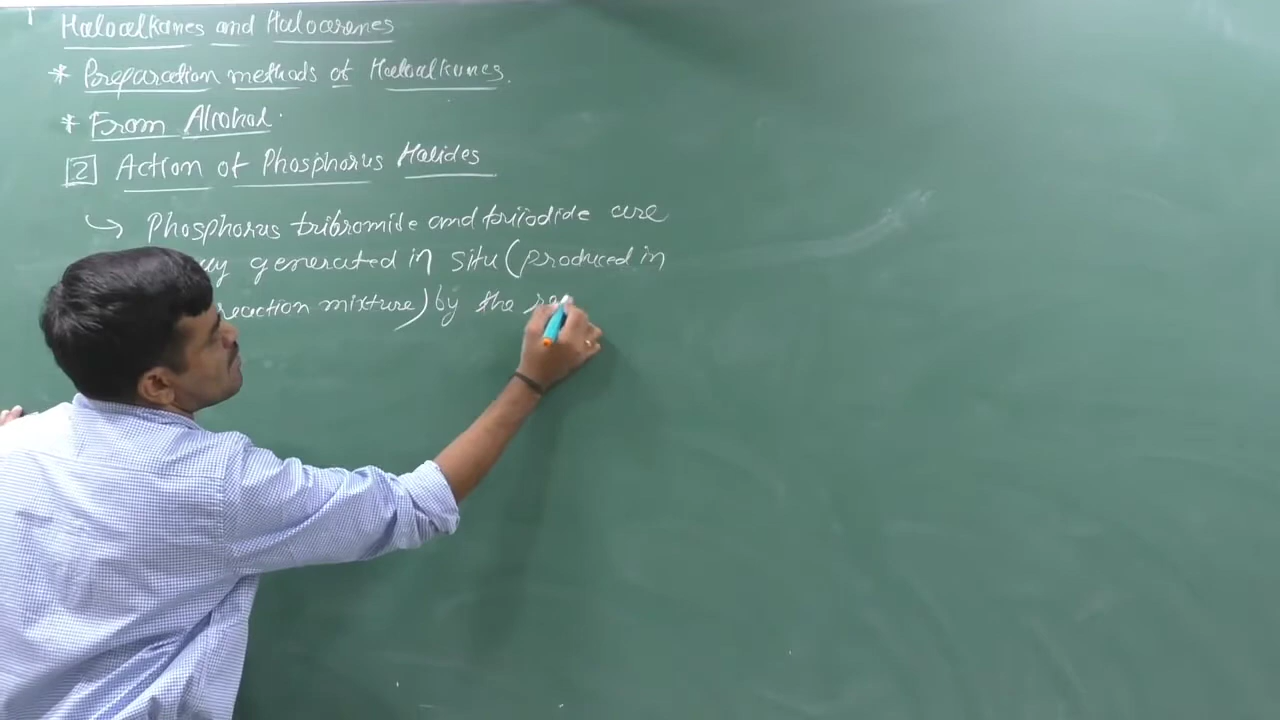 Haloalkanes and Haloarenes
* Preparation methods of Haloalkanes.
* From Alcohol.
2 Action of Phosphorus Halides
↳ Phosphorus tribromide and triiodide are
generated in situ (produced in
reaction mixture) by the